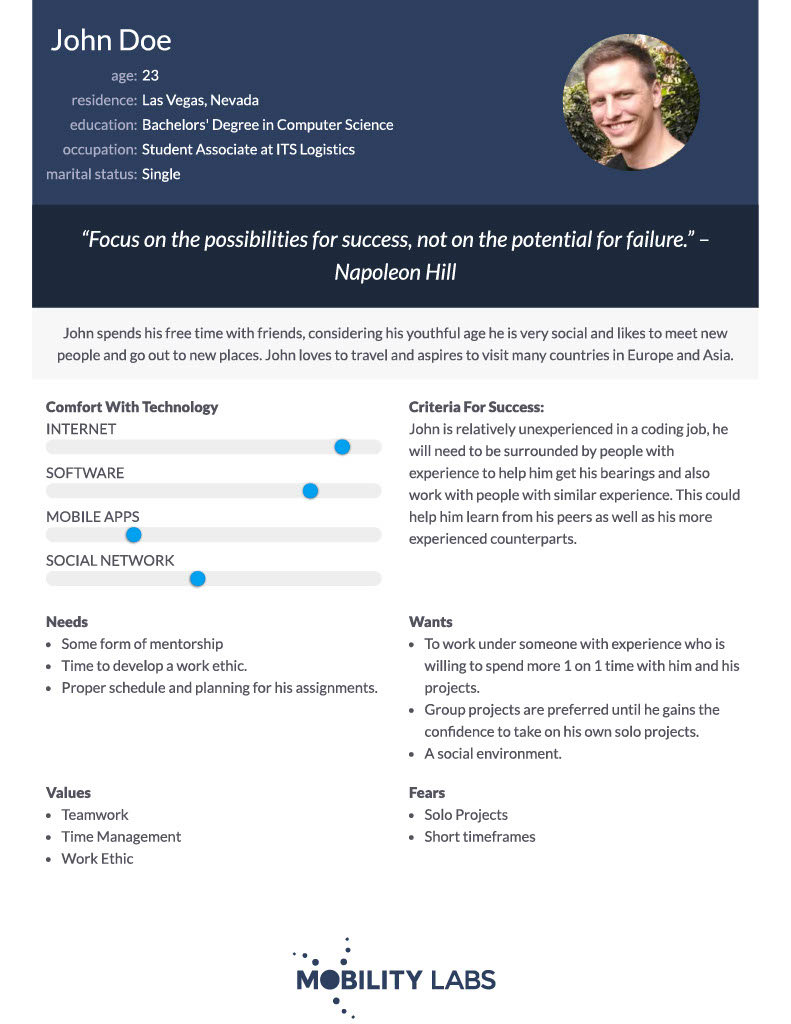 John Doe
age: 23
residence: Las Vegas, Nevada
education: Bachelors' Degree in Computer Science
occupation: Student Associate at ITS Logistics
marital status: Single
“Focus on the possibilities for success, not on the potential for failure.” –
Napoleon Hill
John spends his free time with friends, considering his youthful age he is very social and likes to meet new
people and go out to new places. John loves to travel and aspires to visit many countries in Europe and Asia.
Comfort With Technology
INTERNET
SOFTWARE
MOBILE APPS
SOCIAL NETWORK
Criteria For Success:
John is relatively unexperienced in a coding job, he
will need to be surrounded by people with
experience to help him get his bearings and also
work with people with similar experience. This could
help him learn from his peers as well as his more
experienced counterparts.
Needs
• Some form of mentorship
• Time to develop a work ethic.
• Proper schedule and planning for his assignments.
Wants
• To work under someone with experience who is
willing to spend more 1 on 1 time with him and his
projects.
• Group projects are preferred until he gains the
confidence to take on his own solo projects.
• A social environment.
Values
• Teamwork
• Time Management
• Work Ethic
Fears
• Solo Projects
• Short timeframes
MOBILITY LABS